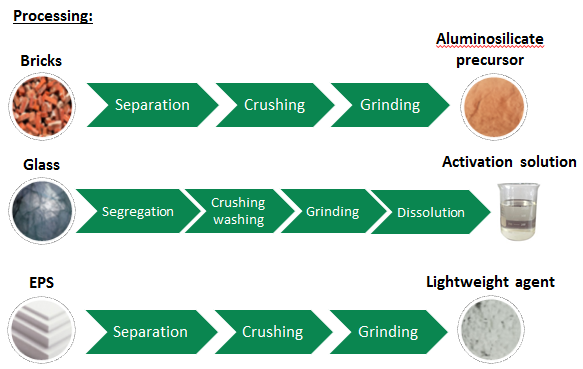 Processing:
Bricks
Separation
Crushing
Grinding
Aluminosilicate
precursor
Glass
Segregation
Crushing
washing
Grinding
Dissolution
Activation solution
EPS
Separation
Crushing
Grinding
Lightweight agent